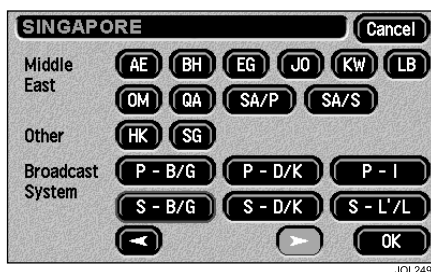 SINGAPORE Cancel
Middle East AE BH EG JO KW LB
OM QA SA/P SA/S
Other HK SG
Broadcast System P - B/G P - D/K P - I
S - B/G S - D/K S - L'/L
OK
JOL249